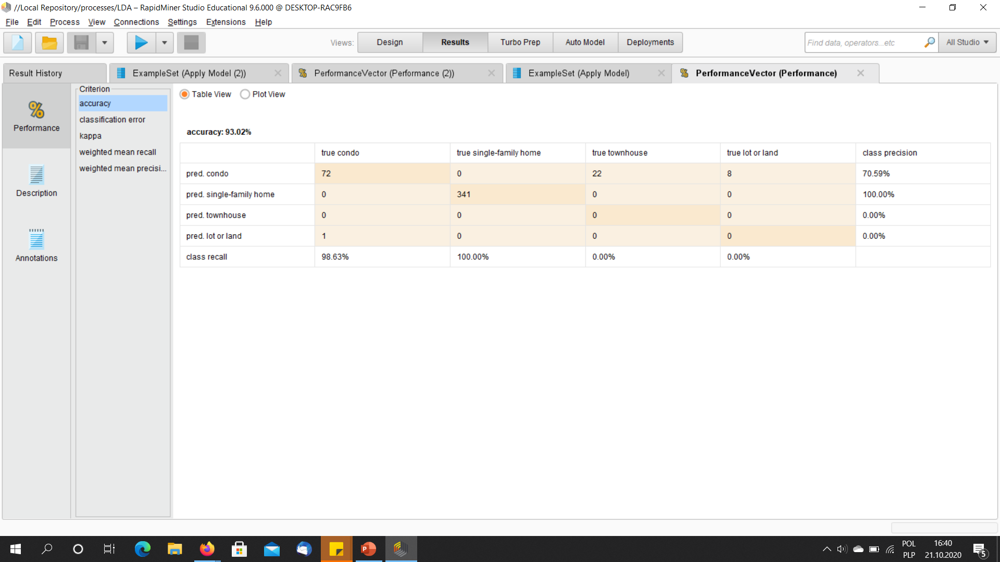 //Local Repository/processes/LDA – RapidMiner Studio Educational 9.6.000 @ DESKTOP-RAC9FB6
File Edit Process View Connections Settings Extensions Help
Views: Design Results Turbo Prep Auto Model Deployments
Find data, operators...etc All Studio
Result History ExampleSet (Apply Model (2)) PerformanceVector (Performance (2)) ExampleSet (Apply Model) PerformanceVector (Performance)
Performance
Description
Annotations
Criterion
accuracy
classification error
kappa
weighted mean recall
weighted mean precisi...
Table View Plot View
accuracy: 93.02%
true condo true single-family home true townhouse true lot or land class precision
pred. condo 72 0 22 8 70.59%
pred. single-family home 0 341 0 0 100.00%
pred. townhouse 0 0 0 0 0.00%
pred. lot or land 1 0 0 0 0.00%
class recall 98.63% 100.00% 0.00% 0.00%
POL
PLP
16:40
21.10.2020
5